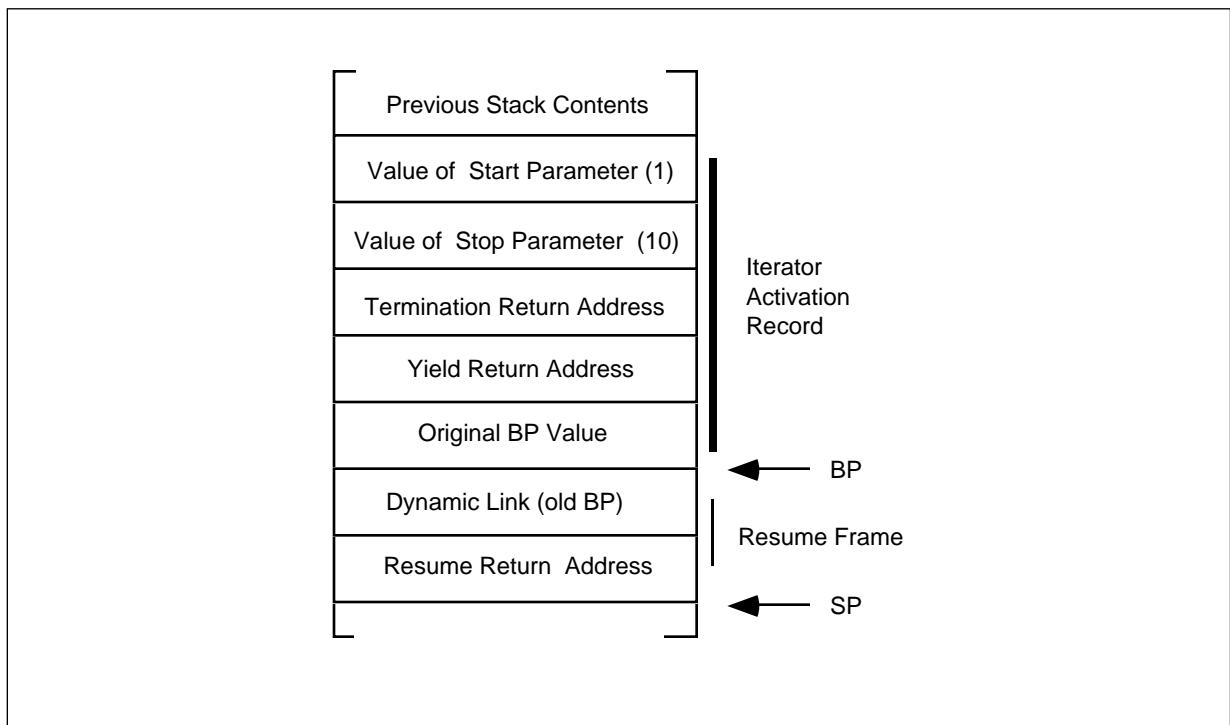 Previous Stack Contents
Value of Start Parameter (1)
Value of Stop Parameter (10)
Termination Return Address
Yield Return Address
Original BP Value
Dynamic Link (old BP)
Resume Return Address
Iterator
Activation
Record
BP
Resume Frame
SP